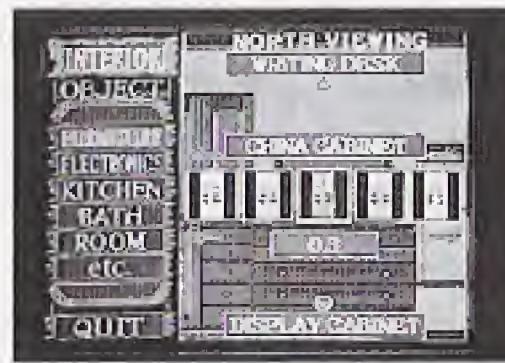 INTERIOR
OBJECT
ELECTRONICS
KITCHEN
BATH
ROOM
etc.
QUIT
NORTH-VIEWING
WRITING DESK
CHINA CABINET
DISPLAY CABINET